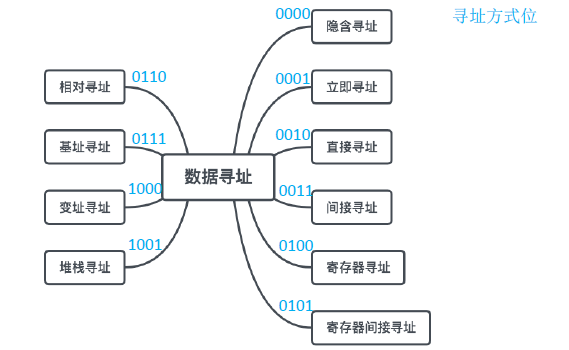 寻址方式位
数据寻址
0000
隐含寻址
0001
立即寻址
0010
直接寻址
0011
间接寻址
0100
寄存器寻址
0101
寄存器间接寻址
0110
相对寻址
0111
基址寻址
1000
变址寻址
1001
堆栈寻址